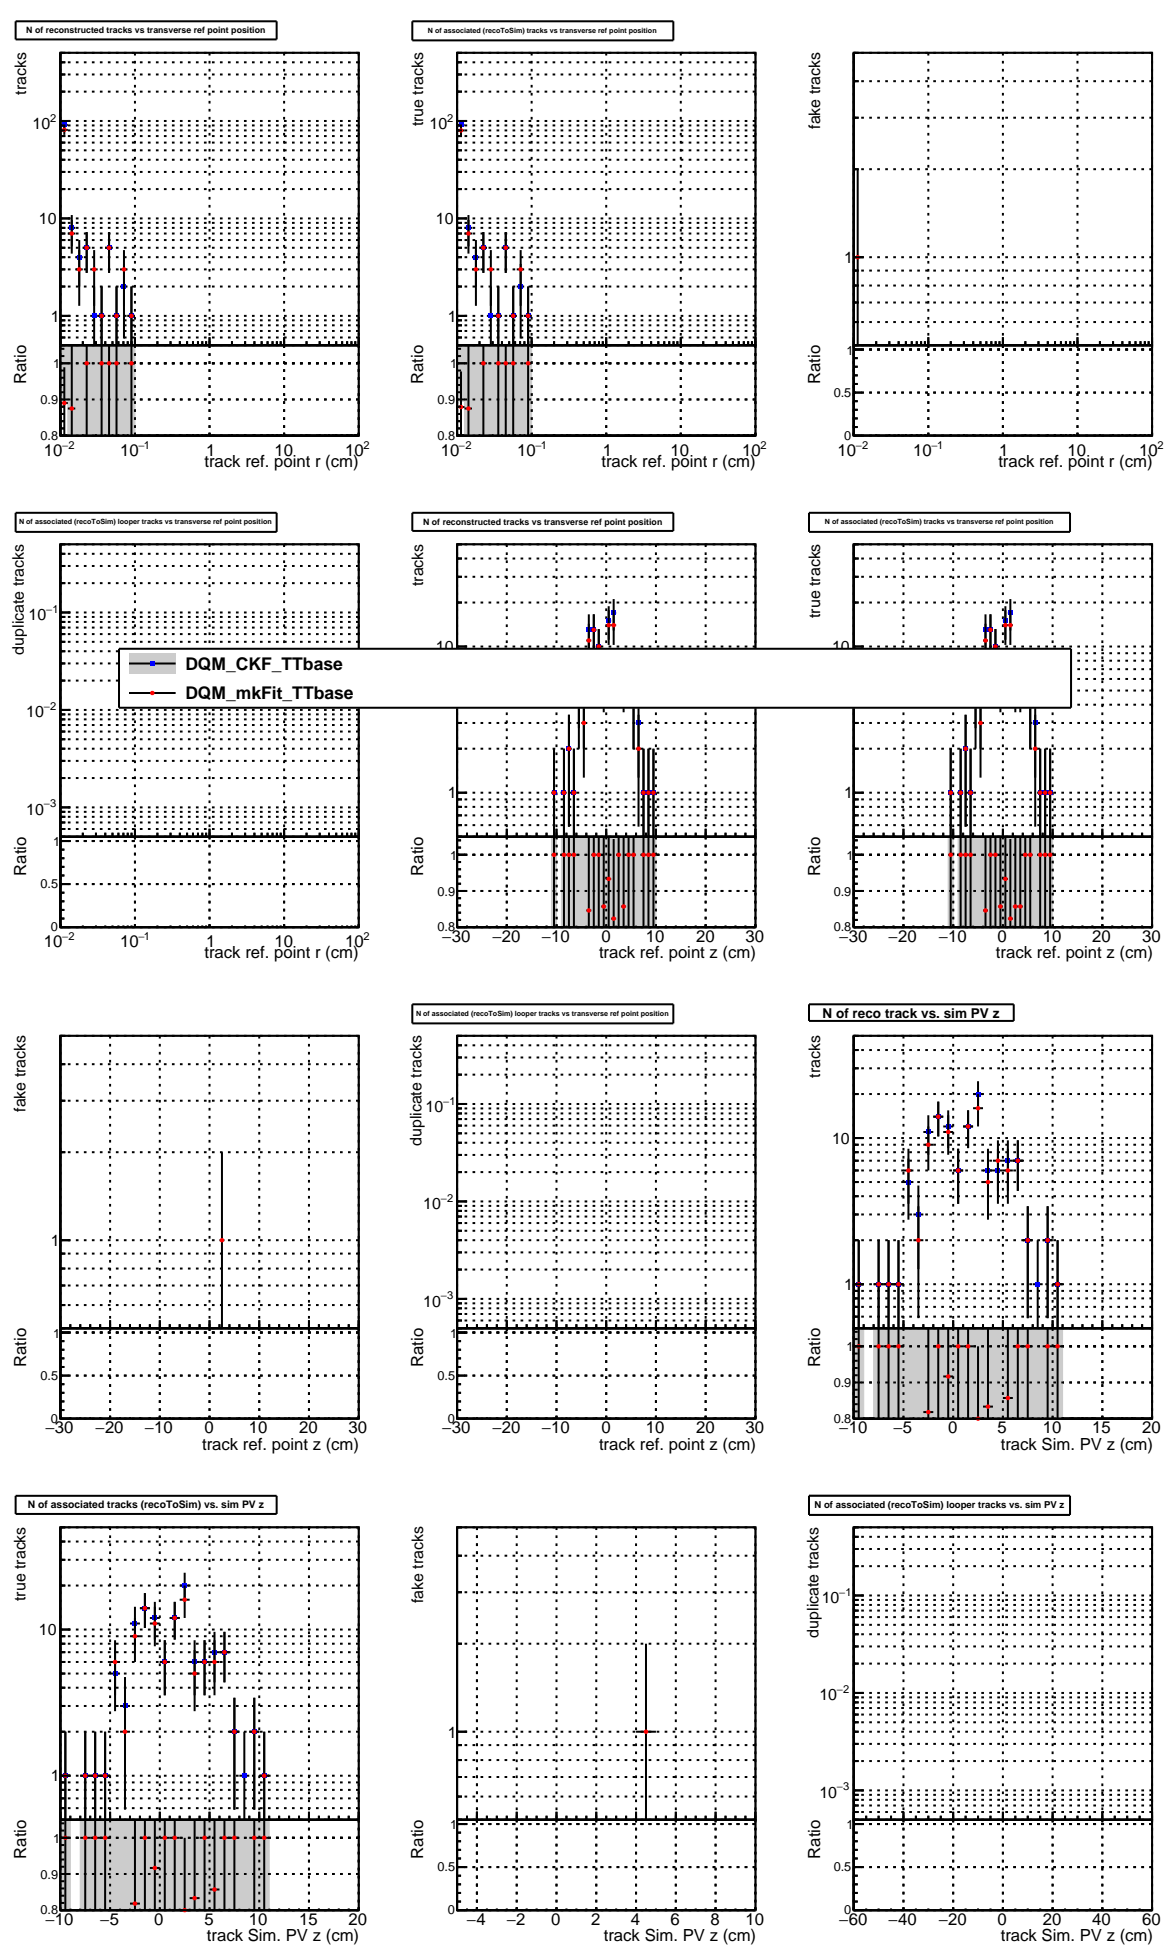 N of reconstructed tracks vs transverse ref point position
tracks
10²
10
1
Ratio
1
0.9
0.8
10⁻² 10⁻¹ 1 10 10²
track ref. point r (cm)
N of associated (recoToSim) tracks vs transverse ref point position
true tracks
10²
10
1
Ratio
1
0.9
0.8
10⁻² 10⁻¹ 1 10 10²
track ref. point r (cm)
fake tracks
1
Ratio
1
0.5
0
10⁻² 10⁻¹ 1 10 10²
track ref. point r (cm)
N of associated (recoToSim) looper tracks vs transverse ref point position
duplicate tracks
10⁻¹
10⁻²
10⁻³
Ratio
1
0.5
0
10⁻² 10⁻¹ 1 10 10²
track ref. point r (cm)
N of reconstructed tracks vs transverse ref point position
tracks
10
1
Ratio
1
0.9
0.8
−30 −20 −10 0 10 20 30
track ref. point z (cm)
N of associated (recoToSim) tracks vs transverse ref point position
true tracks
10
1
Ratio
1
0.9
0.8
−30 −20 −10 0 10 20 30
track ref. point z (cm)
DQM_CKF_TTbase
DQM_mkFit_TTbase
fake tracks
1
Ratio
1
0.5
0
−30 −20 −10 0 10 20 30
track ref. point z (cm)
N of associated (recoToSim) looper tracks vs transverse ref point position
duplicate tracks
10⁻¹
10⁻²
10⁻³
Ratio
1
0.5
0
−30 −20 −10 0 10 20 30
track ref. point z (cm)
N of reco track vs. sim PV z
tracks
10
1
Ratio
1
0.9
0.8
−10 −5 0 5 10 15 20
track Sim. PV z (cm)
N of associated tracks (recoToSim) vs. sim PV z
true tracks
10
1
Ratio
1
0.9
0.8
−10 −5 0 5 10 15 20
track Sim. PV z (cm)
fake tracks
1
Ratio
1
0.5
0
−4 −2 0 2 4 6 8 10
track Sim. PV z (cm)
N of associated (recoToSim) looper tracks vs. sim PV z
duplicate tracks
10⁻¹
10⁻²
10⁻³
Ratio
1
0.5
0
−60 −40 −20 0 20 40 60
track Sim. PV z (cm)